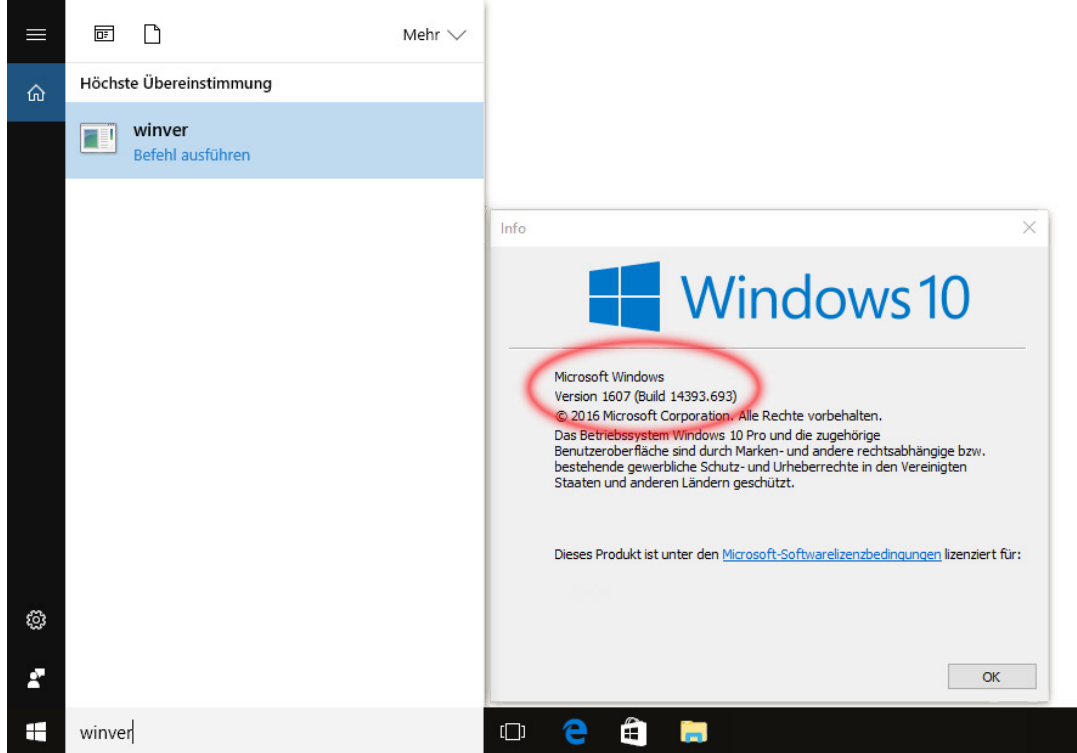 Mehr
Höchste Übereinstimmung
winver
Befehl ausführen
Info
Windows 10
Microsoft Windows
Version 1607 (Build 14393.693)
© 2016 Microsoft Corporation. Alle Rechte vorbehalten.
Das Betriebssystem Windows 10 Pro und die zugehörige
Benutzeroberfläche sind durch Marken- und andere rechtsabhängige bzw.
bestehende gewerbliche Schutz- und Urheberrechte in den Vereinigten
Staaten und anderen Ländern geschützt.
Dieses Produkt ist unter den Microsoft-Softwarelizenzbedingungen lizenziert für:
OK
winver